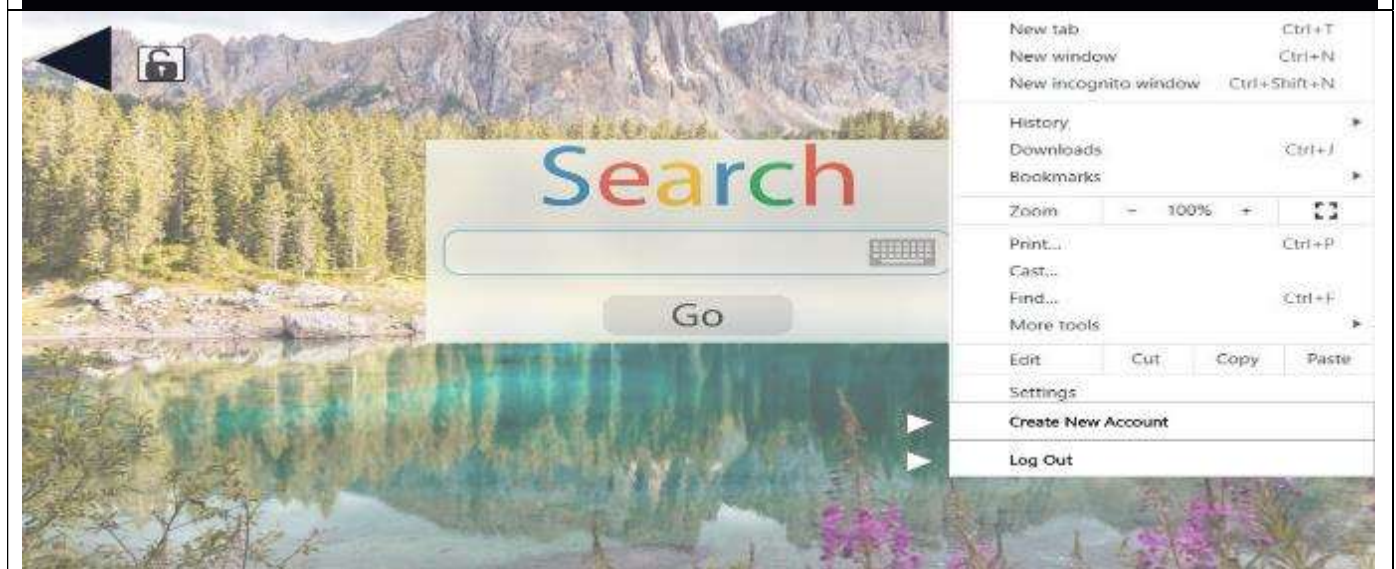 Search
Go
New tab Ctrl+T
New window Ctrl+N
New incognito window Ctrl+Shift+N
History
Downloads Ctrl+J
Bookmarks
Zoom - 100% +
Print... Ctrl+P
Cast...
Find... Ctrl+F
More tools
Edit Cut Copy Paste
Settings
Create New Account
Log Out